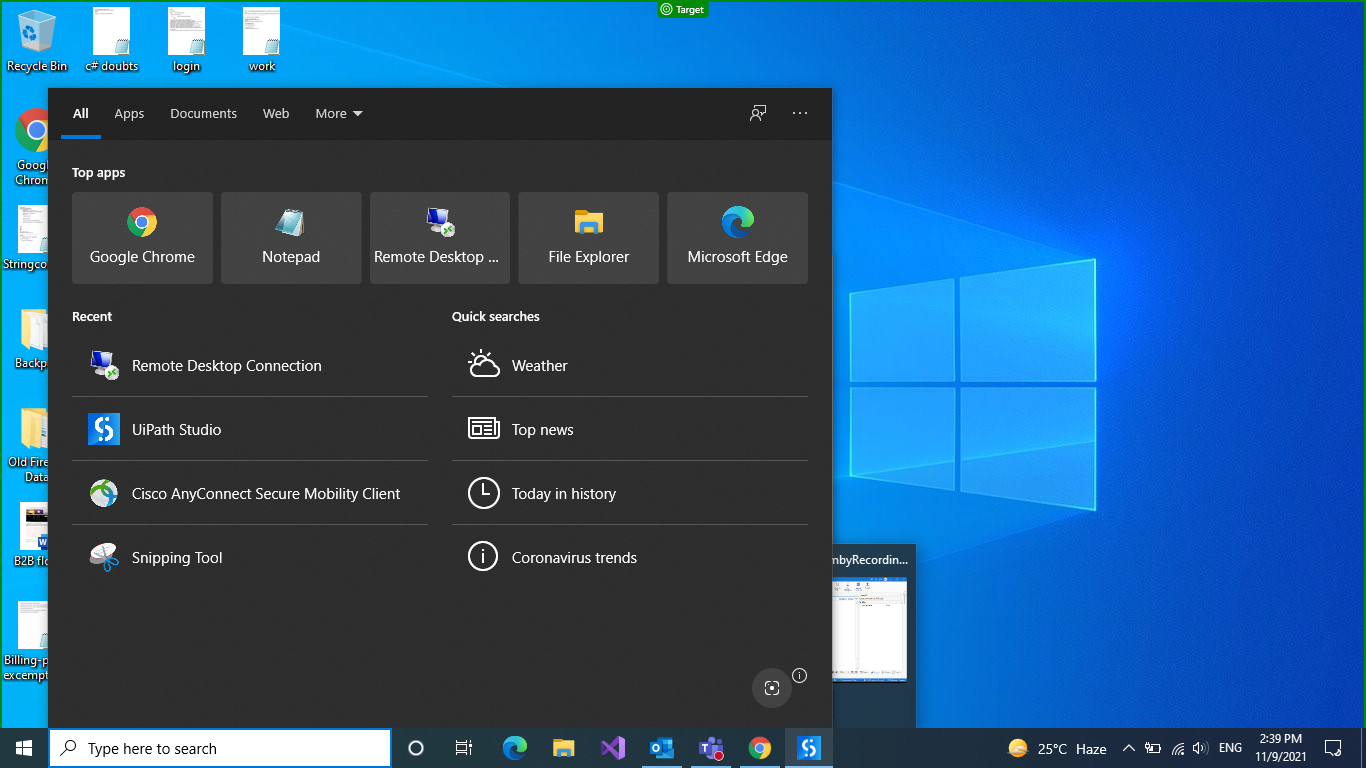 Target
Recycle Bin
c# doubts
login
work
All
Apps
Documents
Web
More
Top apps
Google Chrome
Notepad
Remote Desktop ...
File Explorer
Microsoft Edge
Recent
Remote Desktop Connection
UiPath Studio
Cisco AnyConnect Secure Mobility Client
Snipping Tool
Quick searches
Weather
Top news
Today in history
Coronavirus trends
Old Fire
Data
B2B flo
Billing-p
excempt
Stringco
Backp
Googl
Chrom
mbyRecordin...
Type here to search
25°C Haze
ENG
2:39 PM
11/9/2021